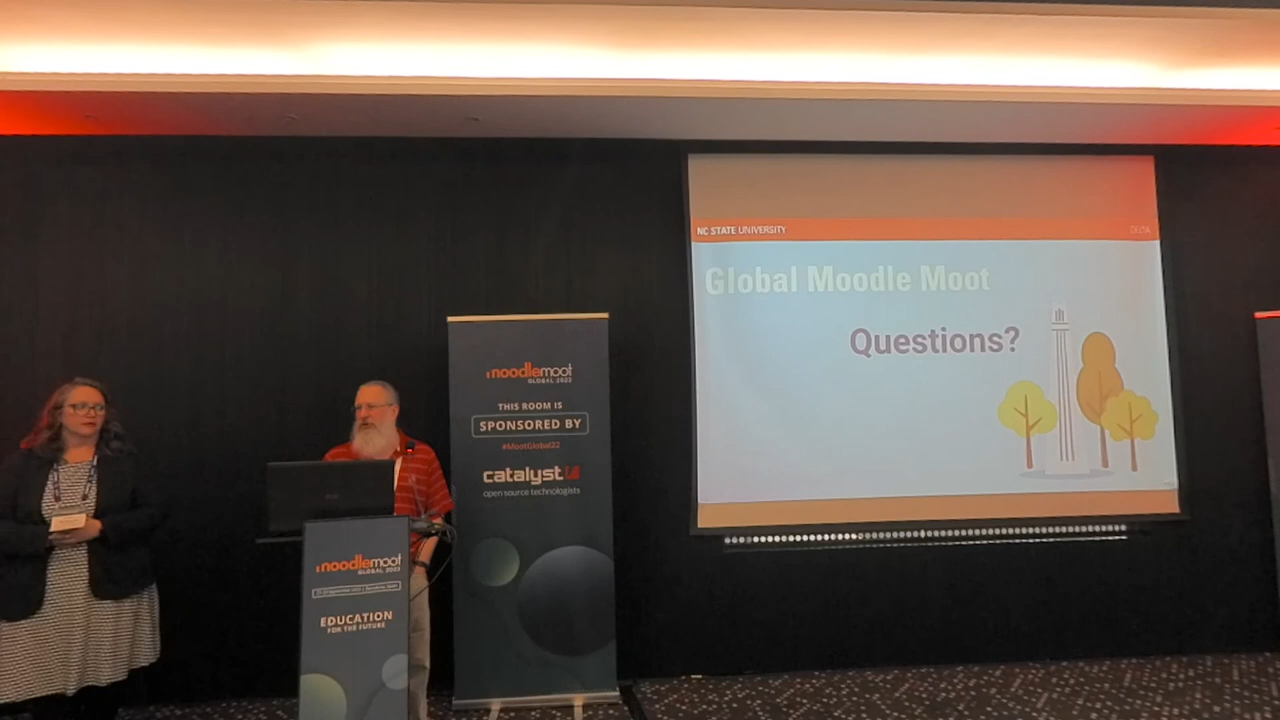 NC STATE UNIVERSITY
DELTA
Global Moodle Moot
Questions?
moodlemoot
GLOBAL 2022
THIS ROOM IS
SPONSORED BY
#MootGlobal22
catalyst
open source technologists
moodlemoot
GLOBAL 2022
EDUCATION
FOR THE FUTURE